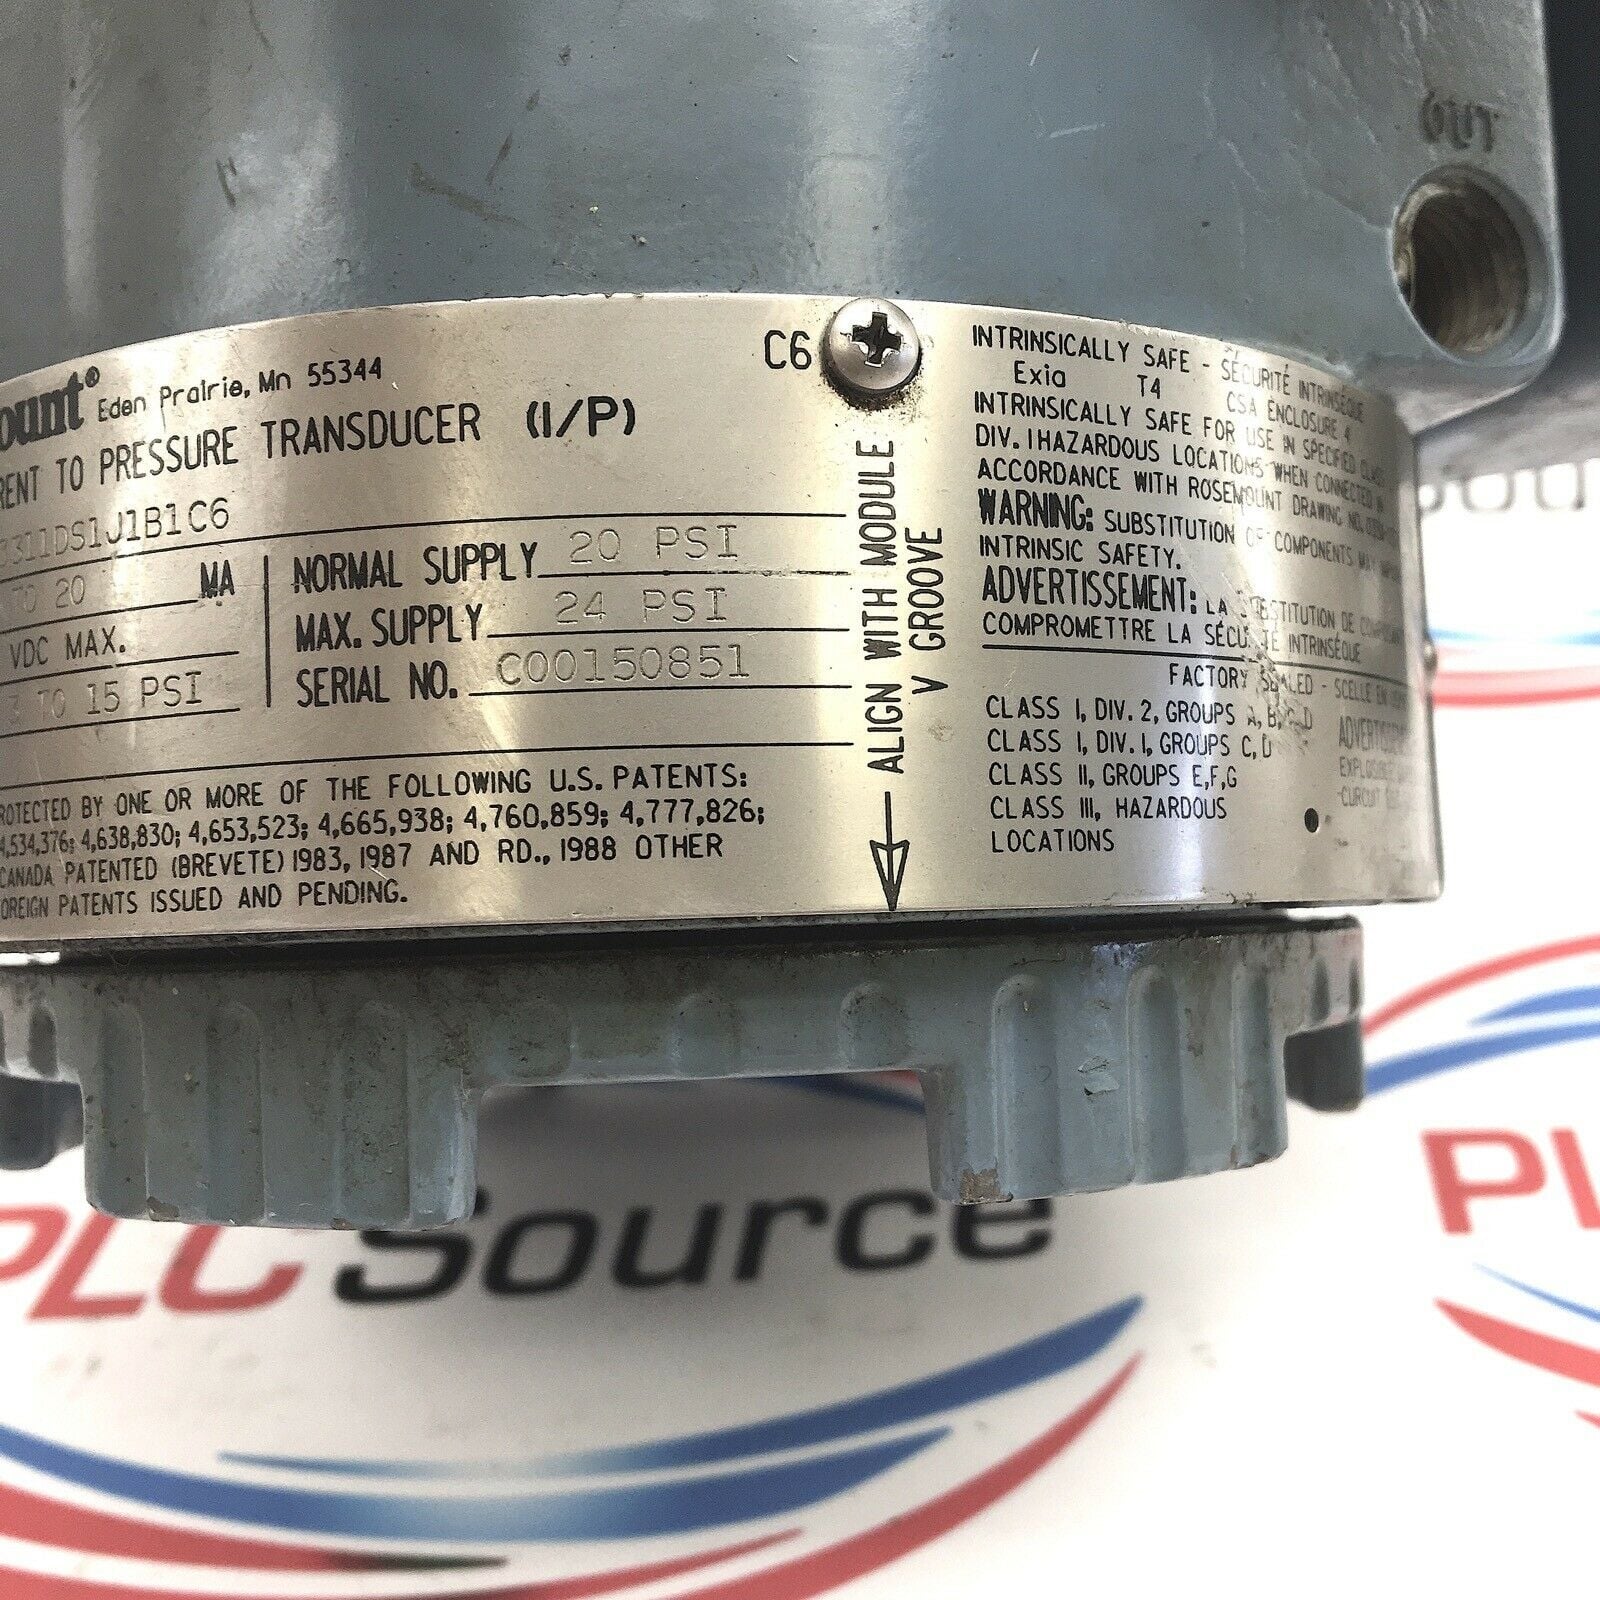 Eden Prairie, Mn 55344
TO PRESSURE TRANSDUCER (I/P)
3311DS1J1B1C6
TO 20 MA
VDC MAX.
3 TO 15 PSI
NORMAL SUPPLY 20 PSI
MAX. SUPPLY 24 PSI
SERIAL NO. C00150851
BY ONE OR MORE OF THE FOLLOWING U.S. PATENTS:
4,534,376; 4,638,830; 4,653,523; 4,665,938; 4,760,859; 4,777,826;
CANADA PATENTED (BREVETE) 1983, 1987 AND RD., 1988 OTHER
PATENTS ISSUED AND PENDING.
C6
ALIGN WITH MODULE
V GROOVE
INTRINSICALLY SAFE - SÉCURITÉ INTRINSÈQUE
Exia T4 CSA ENCLOSURE 4
INTRINSICALLY SAFE FOR USE IN SPECIFIED CLASS
DIV. I HAZARDOUS LOCATIONS WHEN CONNECTED IN
ACCORDANCE WITH ROSEMOUNT DRAWING NO.
WARNING: SUBSTITUTION OF COMPONENTS MAY
INTRINSIC SAFETY.
ADVERTISSEMENT: LA SUBSTITUTION DE
COMPROMETTRE LA SÉCURITÉ INTRINSÉQUE
FACTORY SEALED - SCELLE EN
CLASS I, DIV. 2, GROUPS A, B, C, D
CLASS I, DIV. I, GROUPS C, D
CLASS II, GROUPS E,F,G
CLASS III, HAZARDOUS
LOCATIONS
PLC Source